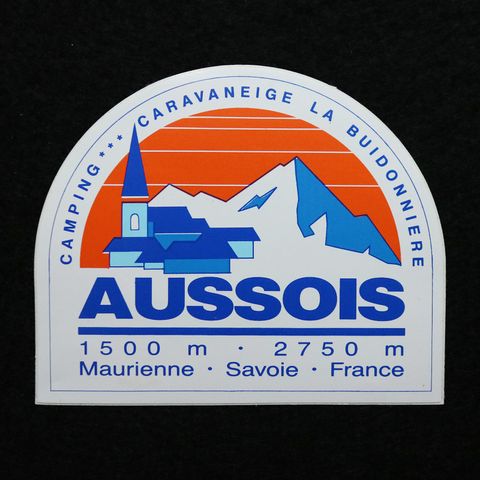 CAMPING*** CARAVANEIGE LA BUIDONNIERE
AUSSOIS
1500 m · 2750 m
Maurienne · Savoie · France